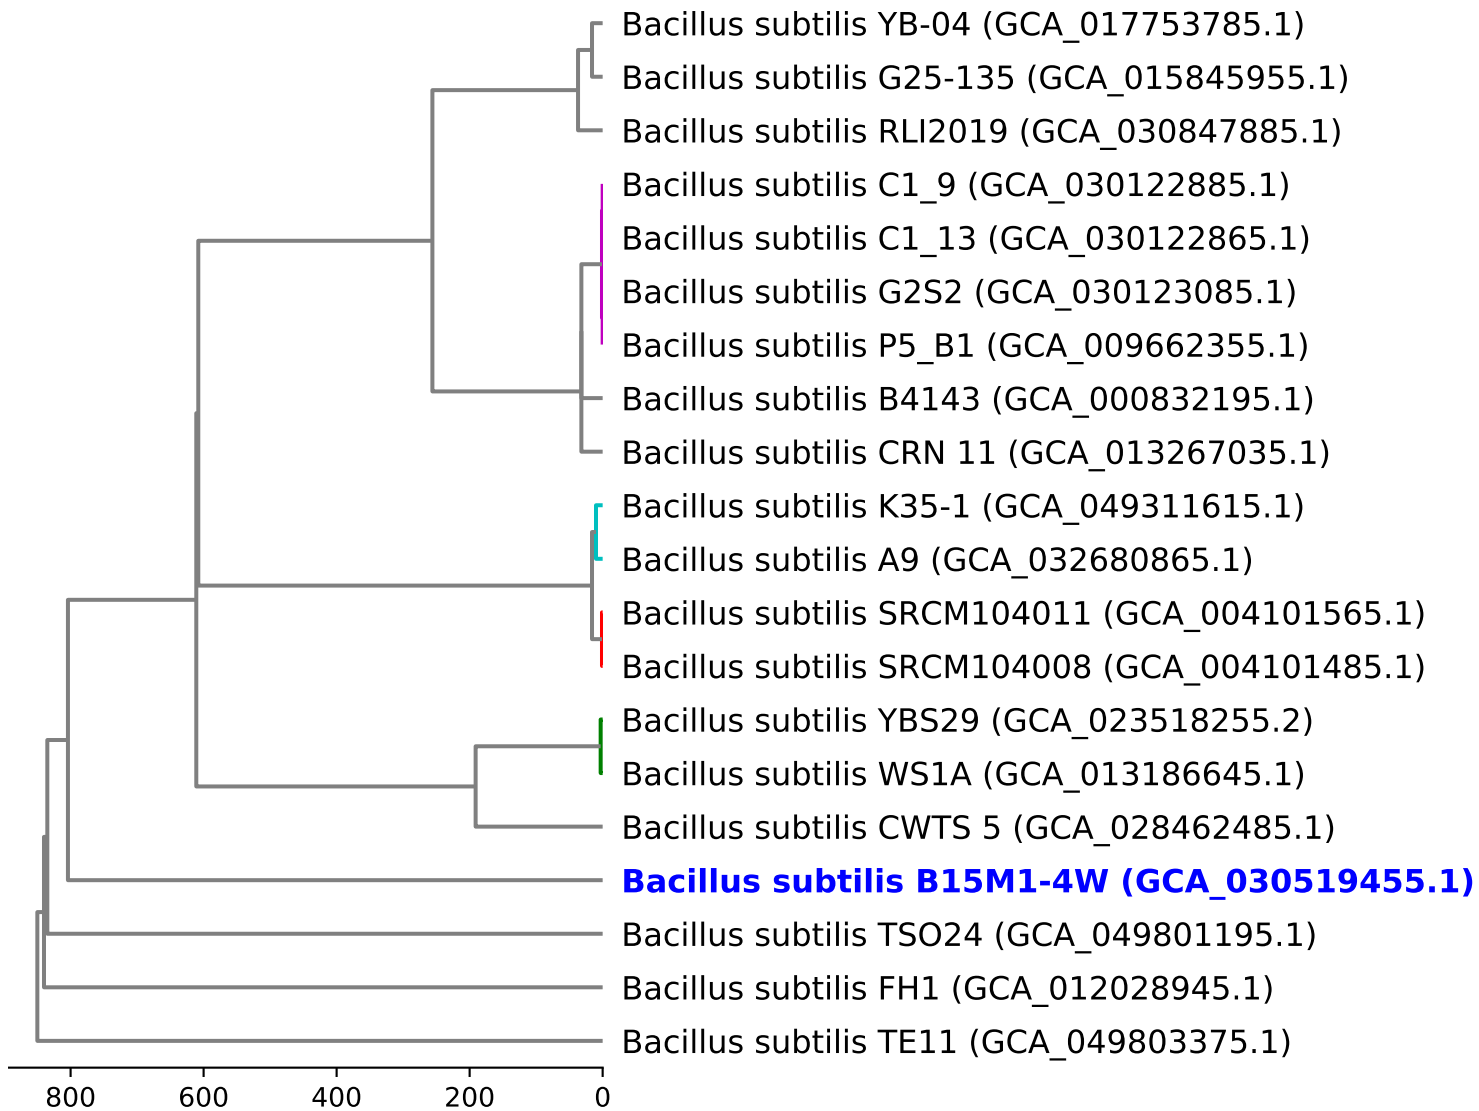 Bacillus subtilis YB-04 (GCA_017753785.1)
Bacillus subtilis G25-135 (GCA_015845955.1)
Bacillus subtilis RLI2019 (GCA_030847885.1)
Bacillus subtilis C1_9 (GCA_030122885.1)
Bacillus subtilis C1_13 (GCA_030122865.1)
Bacillus subtilis G2S2 (GCA_030123085.1)
Bacillus subtilis P5_B1 (GCA_009662355.1)
Bacillus subtilis B4143 (GCA_000832195.1)
Bacillus subtilis CRN 11 (GCA_013267035.1)
Bacillus subtilis K35-1 (GCA_049311615.1)
Bacillus subtilis A9 (GCA_032680865.1)
Bacillus subtilis SRCM104011 (GCA_004101565.1)
Bacillus subtilis SRCM104008 (GCA_004101485.1)
Bacillus subtilis YBS29 (GCA_023518255.2)
Bacillus subtilis WS1A (GCA_013186645.1)
Bacillus subtilis CWTS 5 (GCA_028462485.1)
Bacillus subtilis B15M1-4W (GCA_030519455.1)
Bacillus subtilis TSO24 (GCA_049801195.1)
Bacillus subtilis FH1 (GCA_012028945.1)
Bacillus subtilis TE11 (GCA_049803375.1)
800 600 400 200 0